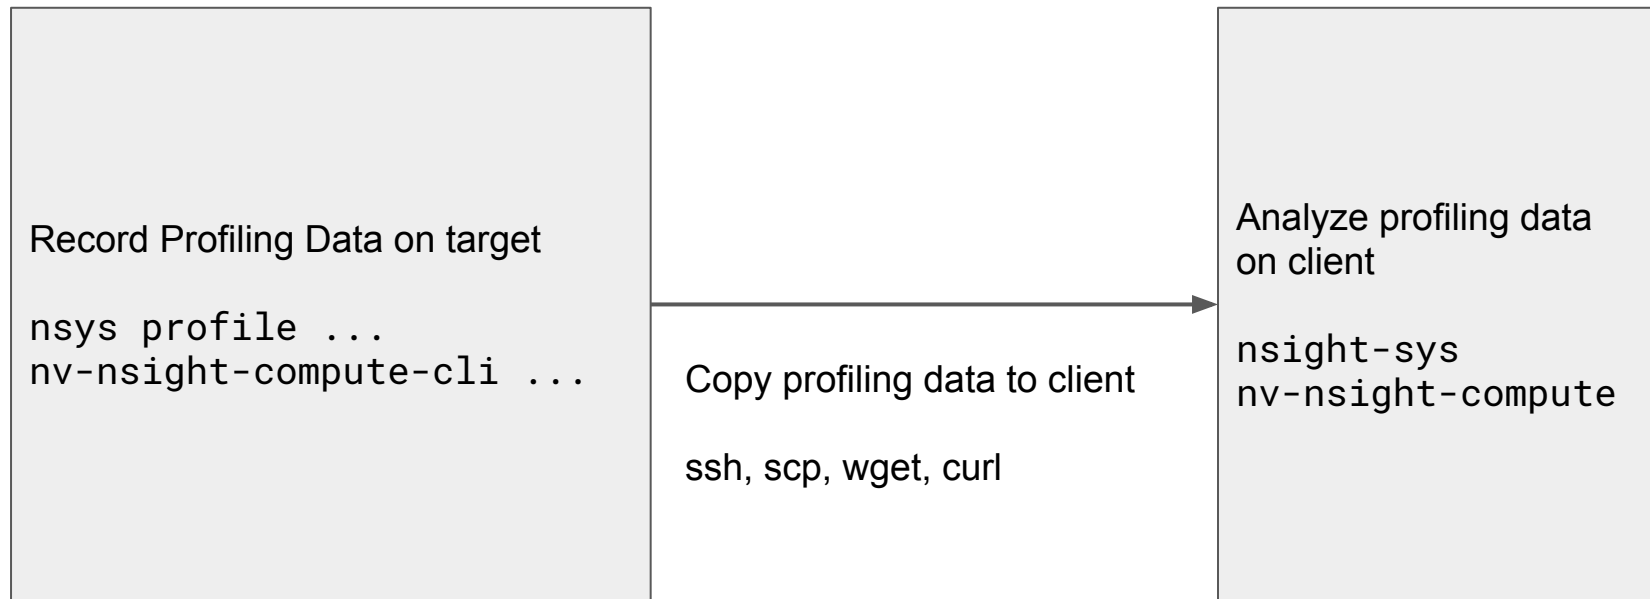 Record Profiling Data on target
nsys profile ...
nv-nsight-compute-cli ...
Copy profiling data to client
ssh, scp, wget, curl
Analyze profiling data
on client
nsight-sys
nv-nsight-compute